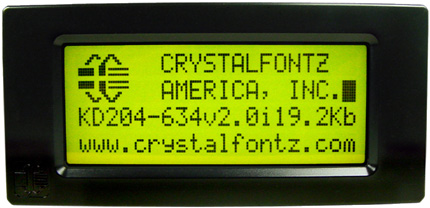 CRYSTALFONTZ
AMERICA, INC.
KD204-634v2.0i19.2Kb
www.crystalfontz.com